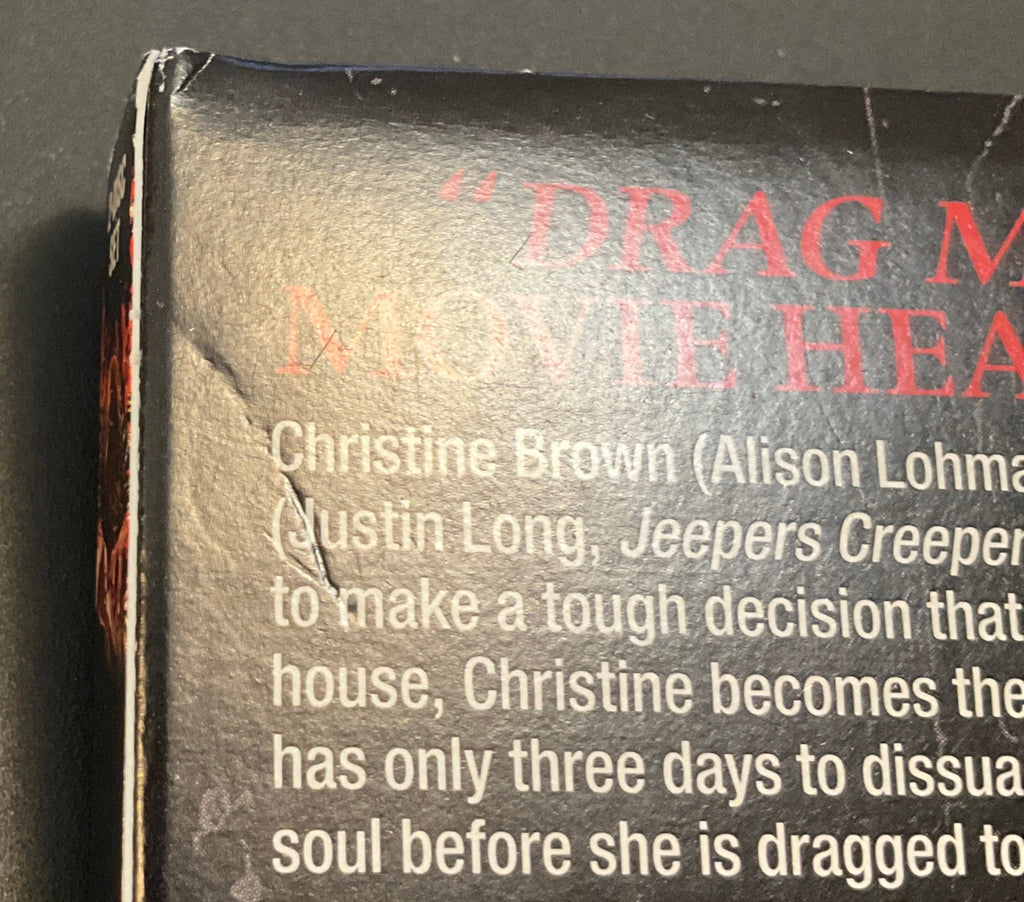 "DRAG M
MOVIE HEA
Christine Brown (Alison Lohma
(Justin Long, Jeepers Creeper
to make a tough decision that
house, Christine becomes the
has only three days to dissua
soul before she is dragged to